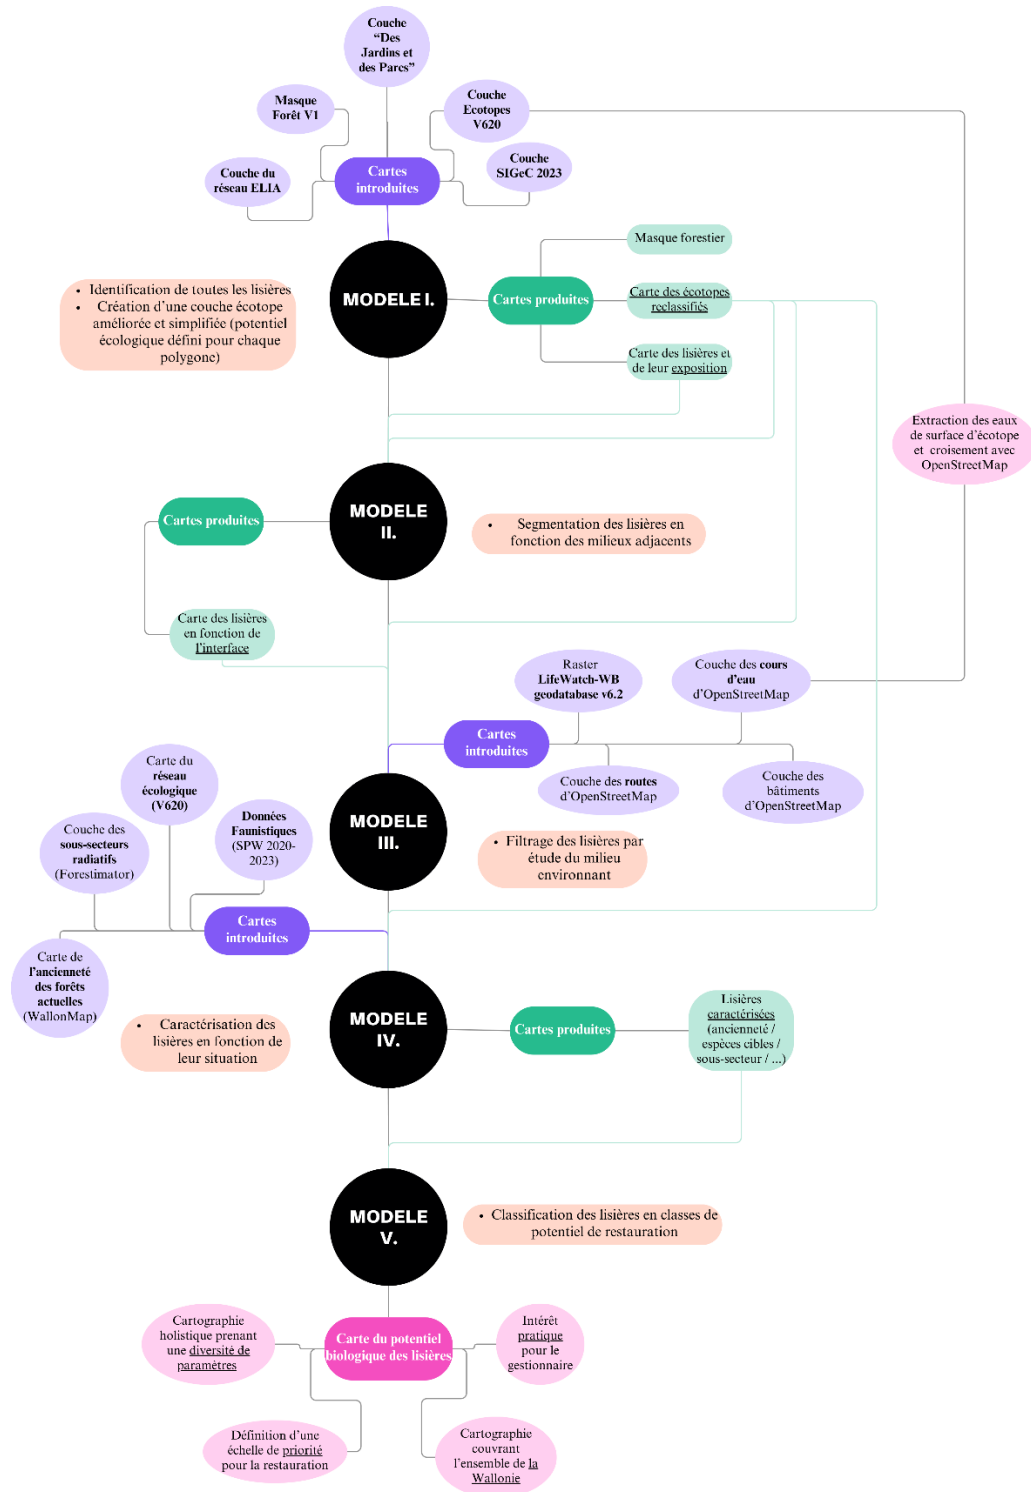 Couche
“Des
Jardins et
des Parcs”
Masque
Forêt V1
Couche
Ecotopes
V620
Couche du
réseau ELIA
Cartes
introduites
Couche
SIGeC 2023
MODELE I.
• Identification de toutes les lisières
• Création d’une couche écotope
améliorée et simplifiée (potentiel
écologique défini pour chaque
polygone)
Cartes produites
Masque forestier
Carte des écotopes
reclassifiés
Carte des lisières et
de leur exposition
Extraction des eaux
de surface d’écotope
et croisement avec
OpenStreetMap
MODELE
II.
Cartes produites
• Segmentation des lisières en
fonction des milieux adjacents
Carte des lisières
en fonction de
l’interface
Raster
LifeWatch-WB
geodatabase v6.2
Couche des cours
d’eau
d’OpenStreetMap
Cartes
introduites
Couche des routes
d’OpenStreetMap
Couche des
bâtiments
d’OpenStreetMap
MODELE
III.
• Filtrage des lisières par
étude du milieu
environnant
Carte du
réseau
écologique
(V620)
Couche des
sous-secteurs
radiatifs
(Forestimator)
Données
Faunistiques
(SPW 2020-
2023)
Cartes
introduites
Carte de
l’ancienneté
des forêts
actuelles
(WallonMap)
MODELE
IV.
• Caractérisation des
lisières en fonction de
leur situation
Cartes produites
Lisières
caractérisées
(ancienneté /
espèces cibles /
sous-secteur / ...)
MODELE
V.
• Classification des lisières en classes de
potentiel de restauration
Carte du potentiel
biologique des lisières
Cartographie
holistique prenant
une diversité de
paramètres
Intérêt
pratique
pour le
gestionnaire
Définition d’une
échelle de priorité
pour la restauration
Cartographie
couvrant
l’ensemble de la
Wallonie